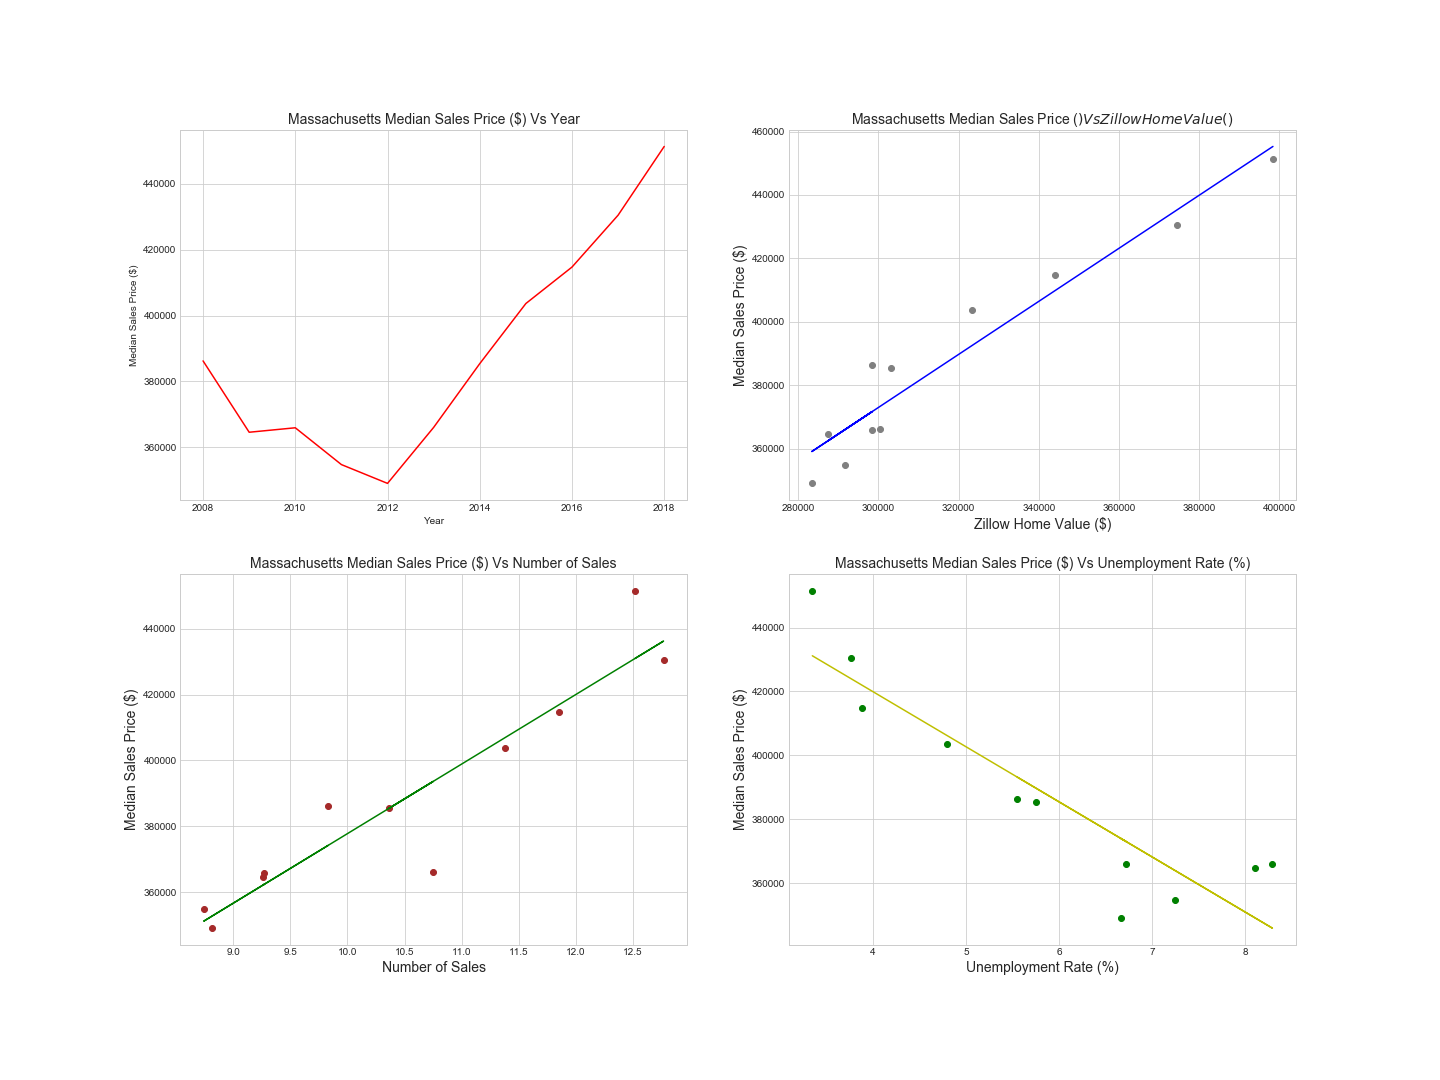 Massachusetts Median Sales Price ($) Vs Year
440000
420000
400000
380000
360000
Median Sales Price ($)
2008 2010 2012 2014 2016 2018
Year
Massachusetts Median Sales Price ()VsZillowHomeValue()
460000
440000
420000
400000
380000
360000
Median Sales Price ($)
280000 300000 320000 340000 360000 380000 400000
Zillow Home Value ($)
Massachusetts Median Sales Price ($) Vs Number of Sales
440000
420000
400000
380000
360000
Median Sales Price ($)
9.0 9.5 10.0 10.5 11.0 11.5 12.0 12.5
Number of Sales
Massachusetts Median Sales Price ($) Vs Unemployment Rate (%)
440000
420000
400000
380000
360000
Median Sales Price ($)
4 5 6 7 8
Unemployment Rate (%)